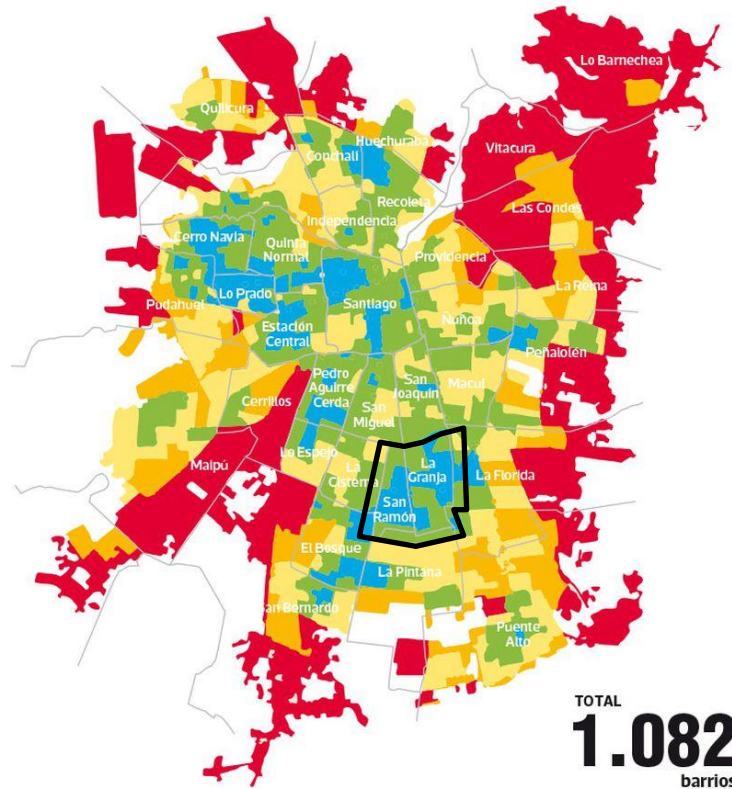 Lo Barnechea
Quilicura
Huechuraba
Vitacura
Conchalí
Recoleta
Las Condes
Independencia
Cerro Navia
Quinta
Normal
Providencia
La Reina
Lo Prado
Pudahuel
Santiago
Ñuñoa
Estación
Central
Peñalolén
Pedro
Aguirre
Cerda
San
Joaquín
Macul
Cerrillos
San
Miguel
Lo Espejo
Maipú
La
Cisterna
La
Granja
La Florida
San
Ramón
El Bosque
La Pintana
San Bernardo
Puente
Alto
TOTAL
1.082
barrios